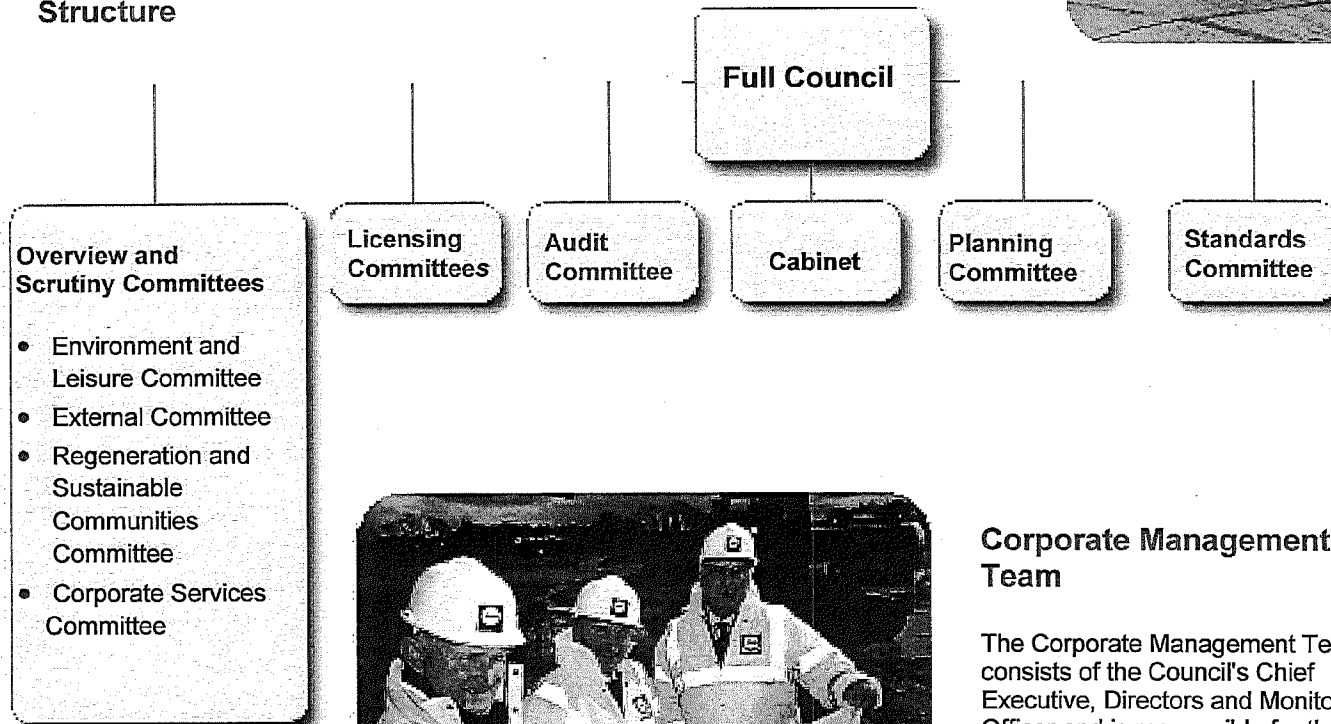 Structure
Full Council
Overview and
Scrutiny Committees
• Environment and
Leisure Committee
• External Committee
• Regeneration and
Sustainable
Communities
Committee
• Corporate Services
Committee
Licensing
Committees
Audit
Committee
Cabinet
Planning
Committee
Standards
Committee
Corporate Management
Team
The Corporate Management Te
consists of the Council's Chief
Executive, Directors and Monito